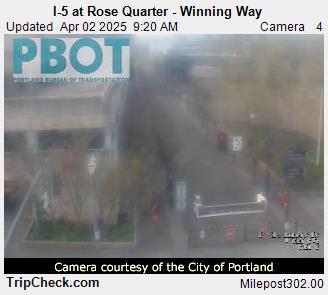 I-5 at Rose Quarter - Winning Way
Updated Apr 02 2025 9:20 AM Camera 4
PBOT
PORTLAND BUREAU OF TRANSPORTATION
Camera courtesy of the City of Portland
TripCheck.com Milepost302.00